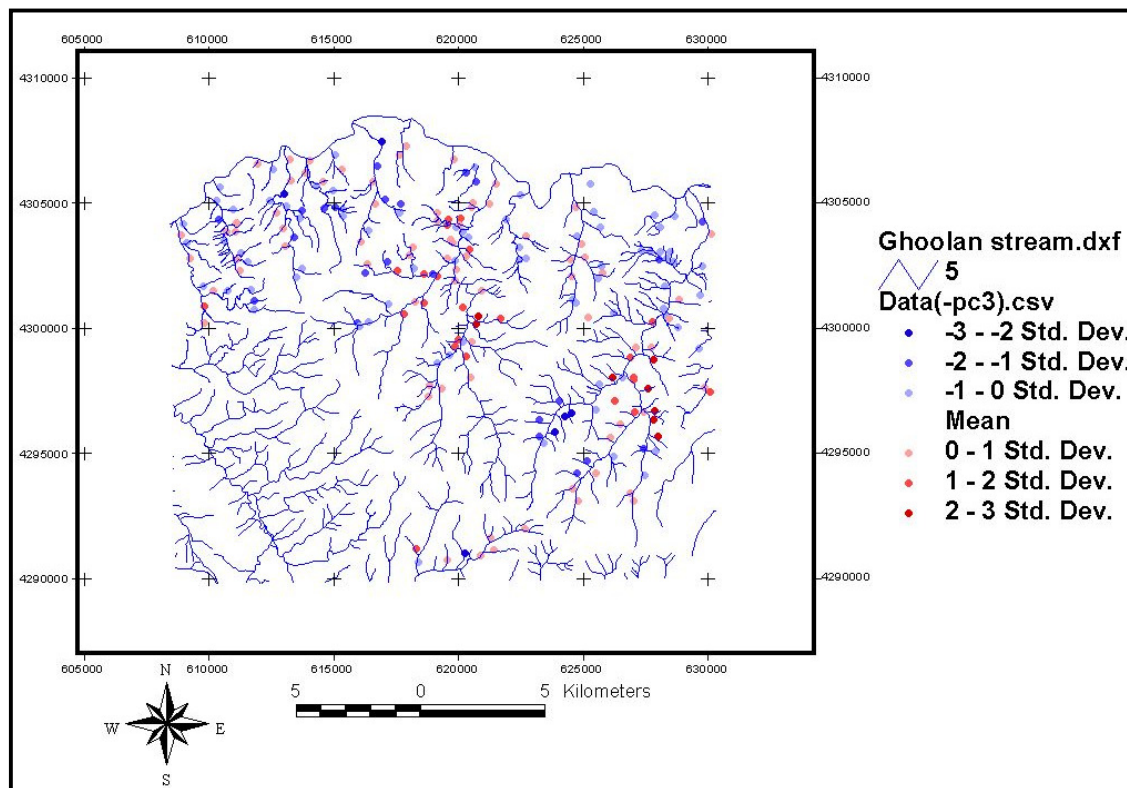 605000 610000 615000 620000 625000 630000
4310000 4310000
4305000 4305000
4300000 4300000
4295000 4295000
4290000 4290000
605000 610000 615000 620000 625000 630000
Ghoolan stream.dxf
5
Data(-pc3).csv
-3 - -2 Std. Dev.
-2 - -1 Std. Dev.
-1 - 0 Std. Dev.
Mean
0 - 1 Std. Dev.
1 - 2 Std. Dev.
2 - 3 Std. Dev.
N
W E
S
5 0 5 Kilometers